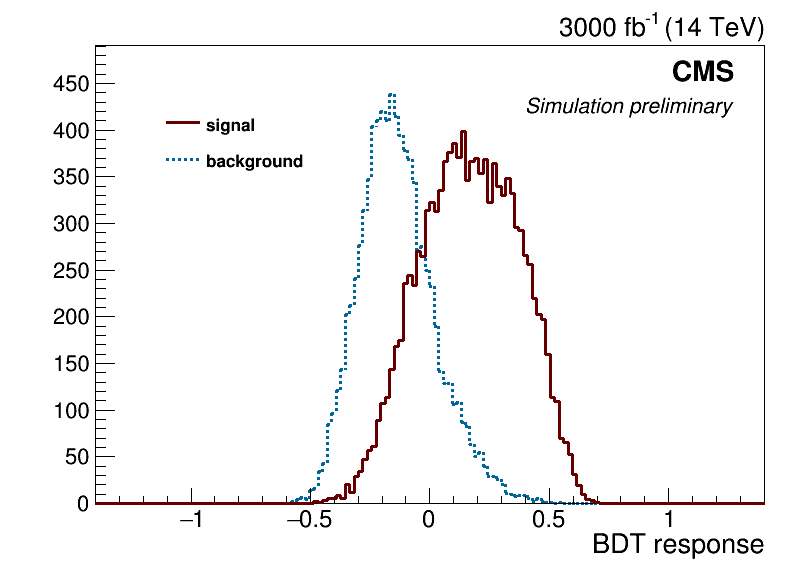 3000 fb-1 (14 TeV)
CMS
Simulation preliminary
signal
background
450
400
350
300
250
200
150
100
50
0
−1 −0.5 0 0.5 1
BDT response